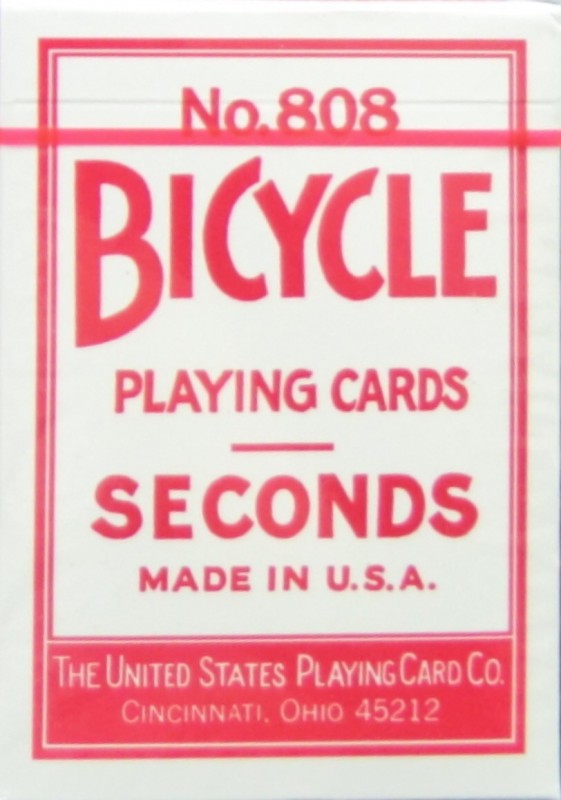 No. 808
BICYCLE
PLAYING CARDS
SECONDS
MADE IN U.S.A.
THE UNITED STATES PLAYING CARD CO.
CINCINNATI, OHIO 45212